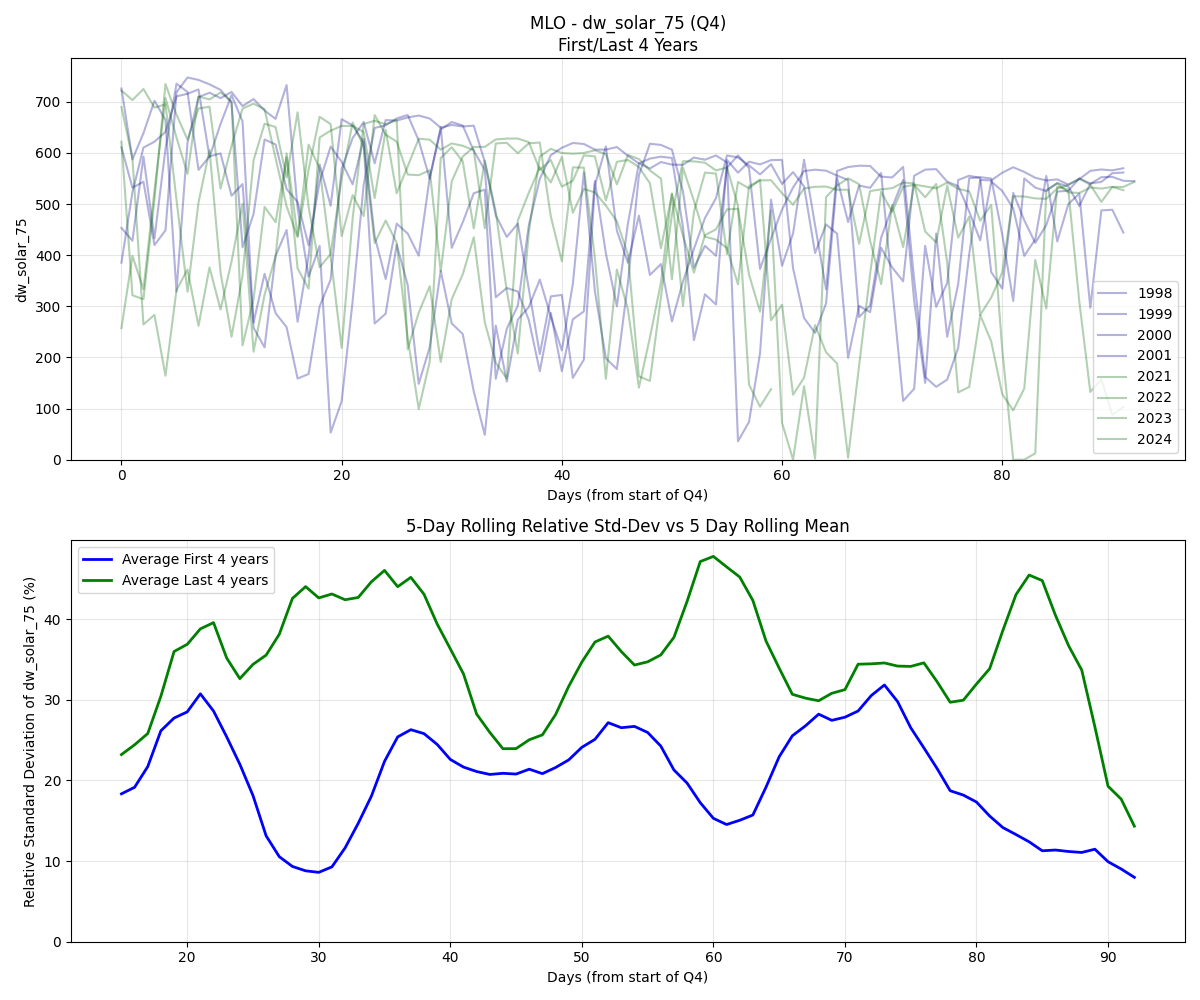 MLO - dw_solar_75 (Q4)
First/Last 4 Years
dw_solar_75
700
600
500
400
300
200
100
0
0 20 40 60 80
Days (from start of Q4)
1998
1999
2000
2001
2021
2022
2023
2024
5-Day Rolling Relative Std-Dev vs 5 Day Rolling Mean
Relative Standard Deviation of dw_solar_75 (%)
Average First 4 years
Average Last 4 years
40
30
20
10
0
20 30 40 50 60 70 80 90
Days (from start of Q4)